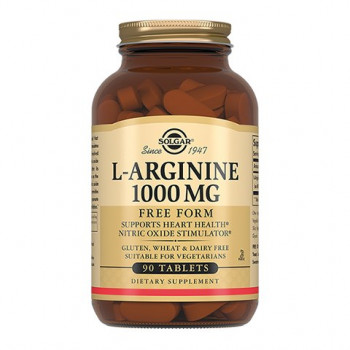 SOLGAR®
Since 1947
L-ARGININE
1000 MG
FREE FORM
SUPPORTS HEART HEALTH*
NITRIC OXIDE STIMULATOR*
GLUTEN, WHEAT & DAIRY FREE
SUITABLE FOR VEGETARIANS
90 TABLETS
DIETARY SUPPLEMENT